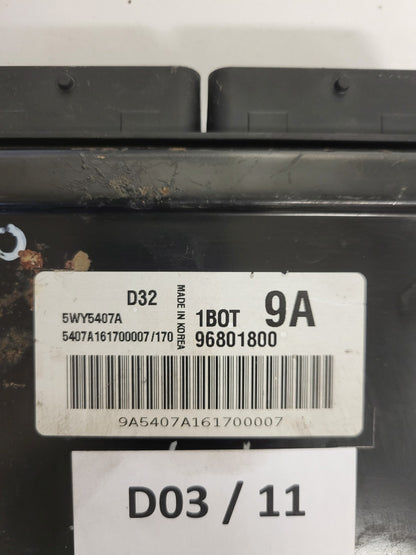 D32
MADE IN KOREA
1BOT 9A
5WY5407A
5407A161700007/170 96801800
9A5407A161700007
D03 / 11